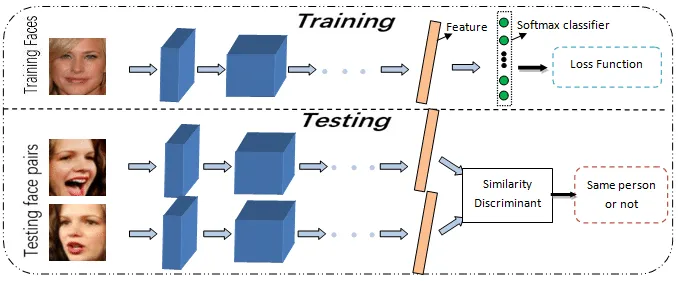 Training
Training Faces
Feature
Softmax classifier
Loss Function
Testing
Testing face pairs
Similarity
Discriminant
Same person
or not